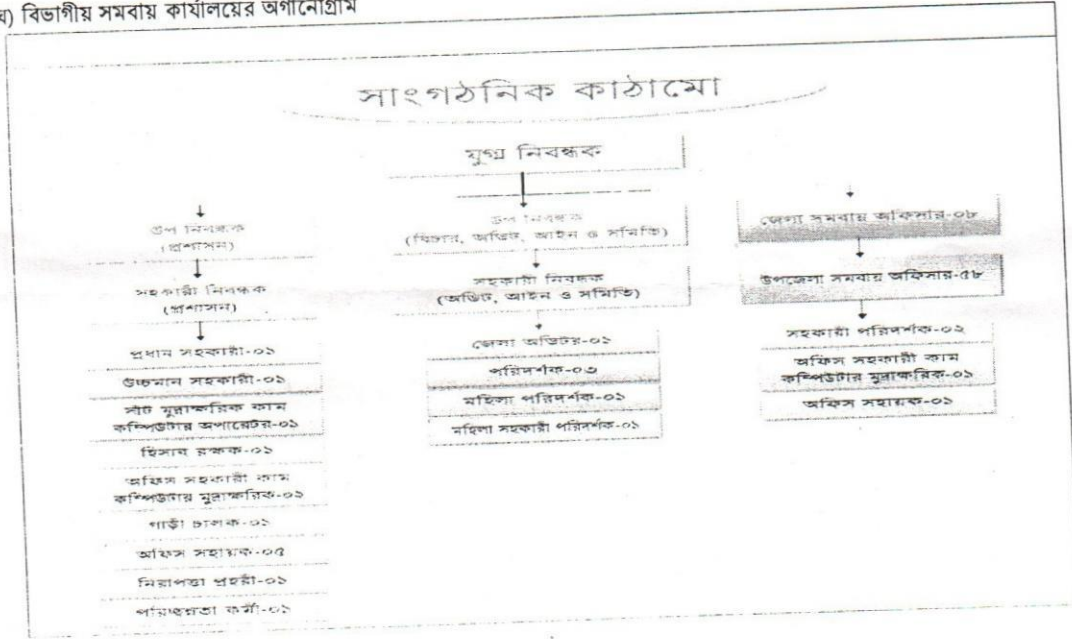 ঘ) বিভাগীয় সমবায় কার্যালয়ের অর্গানোগ্রাম
সাংগঠনিক কাঠামো
যুগ্ম নিবন্ধক
উপ নিবন্ধক
(প্রশাসন)
সহকারী নিবন্ধক
(প্রশাসন)
প্রধান সহকারী-০১
উচ্চমান সহকারী-০১
সাঁট মুদ্রাক্ষরিক কাম
কম্পিউটার অপারেটর-০১
হিসাব রক্ষক-০১
অফিস সহকারী কাম
কম্পিউটার মুদ্রাক্ষরিক-০২
গাড়ী চালক-০১
অফিস সহায়ক-০৫
নিরাপত্তা প্রহরী-০১
পরিচ্ছন্নতা কর্মী-০১
উপ নিবন্ধক
(বিচার, অডিট, আইন ও সমিতি)
সহকারী নিবন্ধক
(অডিট, আইন ও সমিতি)
জেলা অডিটর-০১
পরিদর্শক-০৩
মহিলা পরিদর্শক-০১
মহিলা সহকারী পরিদর্শক-০১
জেলা সমবায় অফিসার-০৮
উপজেলা সমবায় অফিসার-৫৮
সহকারী পরিদর্শক-০২
অফিস সহকারী কাম
কম্পিউটার মুদ্রাক্ষরিক-০১
অফিস সহায়ক-০১